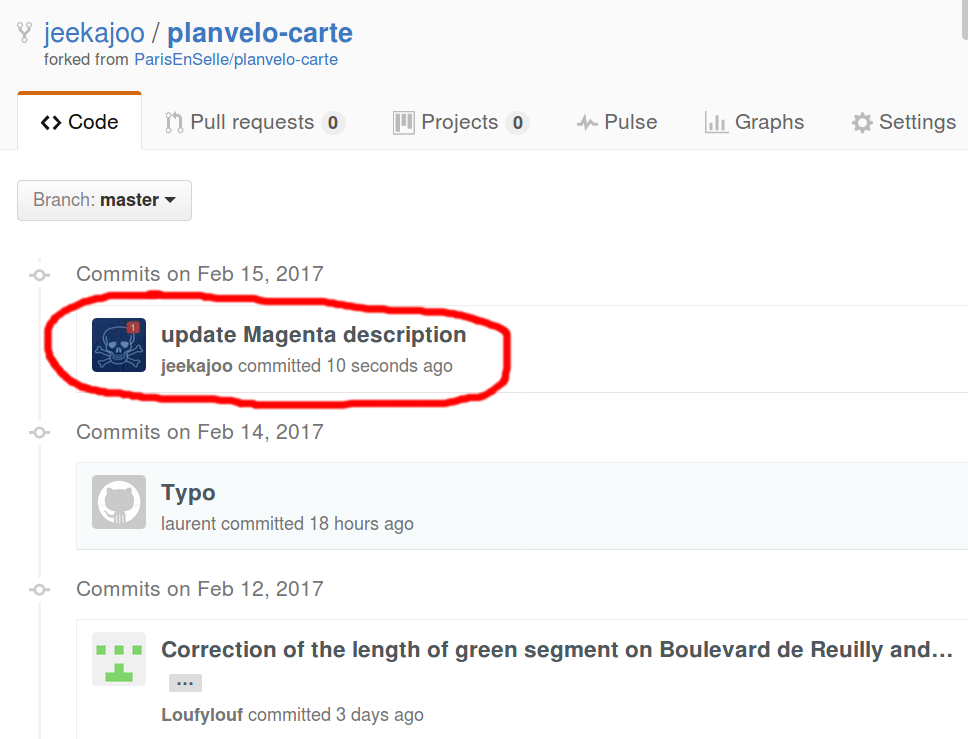 jeekajoo / planvelo-carte
forked from ParisEnSelle/planvelo-carte
Code Pull requests 0 Projects 0 Pulse Graphs Settings
Branch: master
Commits on Feb 15, 2017
1
update Magenta description
jeekajoo committed 10 seconds ago
Commits on Feb 14, 2017
Typo
laurent committed 18 hours ago
Commits on Feb 12, 2017
Correction of the length of green segment on Boulevard de Reuilly and…
…
Loufylouf committed 3 days ago